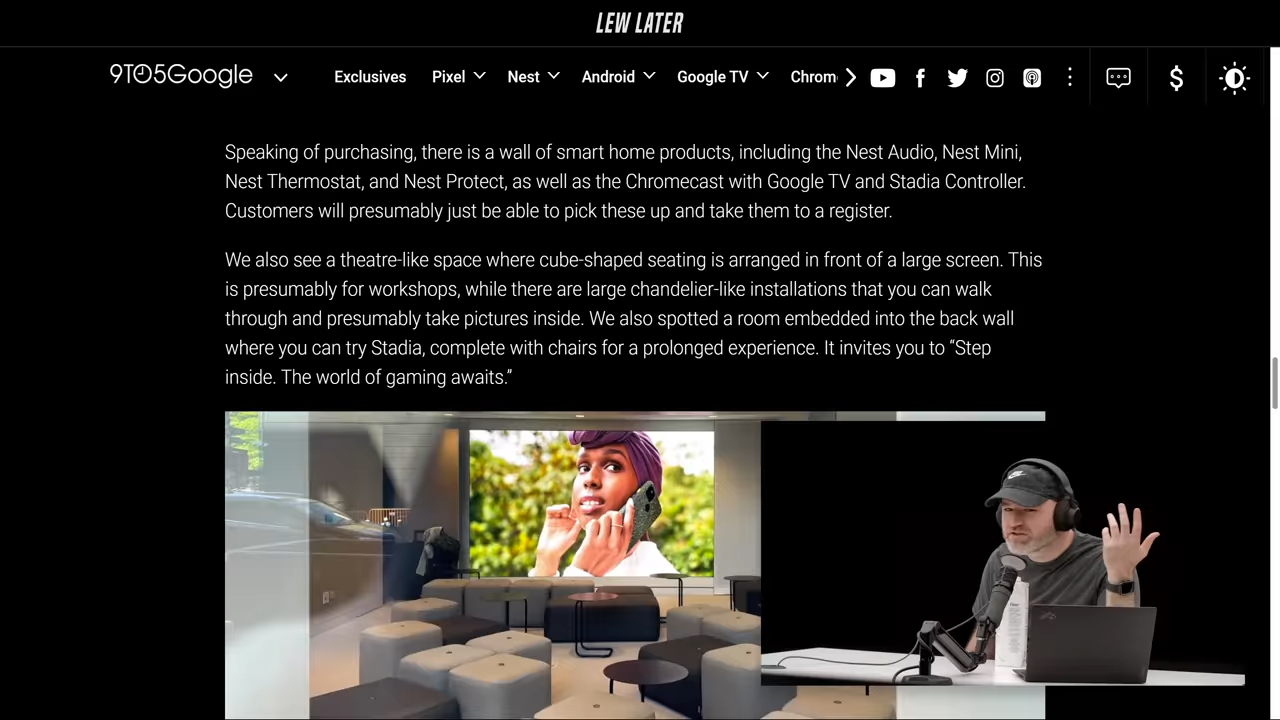 LEW LATER
9TO5Google
Exclusives Pixel Nest Android Google TV Chrom
Speaking of purchasing, there is a wall of smart home products, including the Nest Audio, Nest Mini,
Nest Thermostat, and Nest Protect, as well as the Chromecast with Google TV and Stadia Controller.
Customers will presumably just be able to pick these up and take them to a register.
We also see a theatre-like space where cube-shaped seating is arranged in front of a large screen. This
is presumably for workshops, while there are large chandelier-like installations that you can walk
through and presumably take pictures inside. We also spotted a room embedded into the back wall
where you can try Stadia, complete with chairs for a prolonged experience. It invites you to “Step
inside. The world of gaming awaits.”